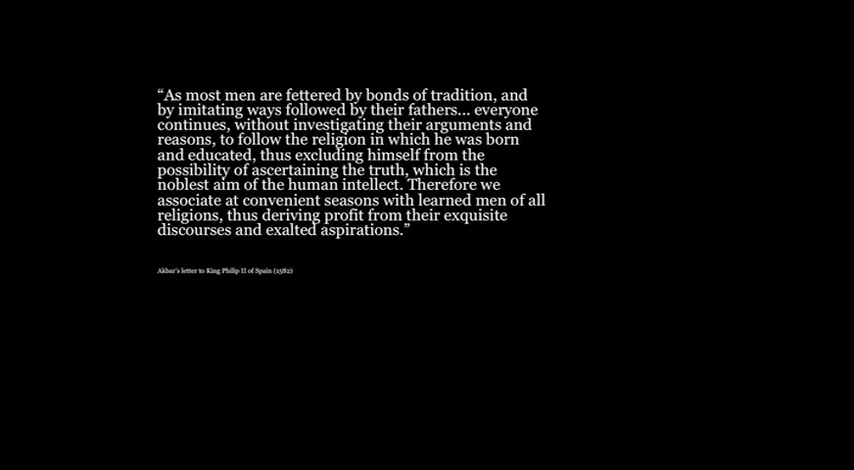 “As most men are fettered by bonds of tradition, and
by imitating ways followed by their fathers... everyone
continues, without investigating their arguments and
reasons, to follow the religion in which he was born
and educated, thus excluding himself from the
possibility of ascertaining the truth, which is the
noblest aim of the human intellect. Therefore we
associate at convenient seasons with learned men of all
religions, thus deriving profit from their exquisite
discourses and exalted aspirations.”
Akbar's letter to King Philip II of Spain (1582)